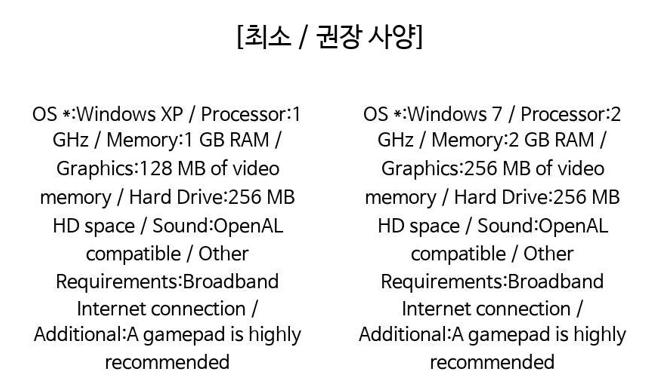 [최소 / 권장 사양]
OS *:Windows XP / Processor:1
GHz / Memory:1 GB RAM /
Graphics:128 MB of video
memory / Hard Drive:256 MB
HD space / Sound:OpenAL
compatible / Other
Requirements:Broadband
Internet connection /
Additional:A gamepad is highly
recommended
OS *:Windows 7 / Processor:2
GHz / Memory:2 GB RAM /
Graphics:256 MB of video
memory / Hard Drive:256 MB
HD space / Sound:OpenAL
compatible / Other
Requirements:Broadband
Internet connection /
Additional:A gamepad is highly
recommended